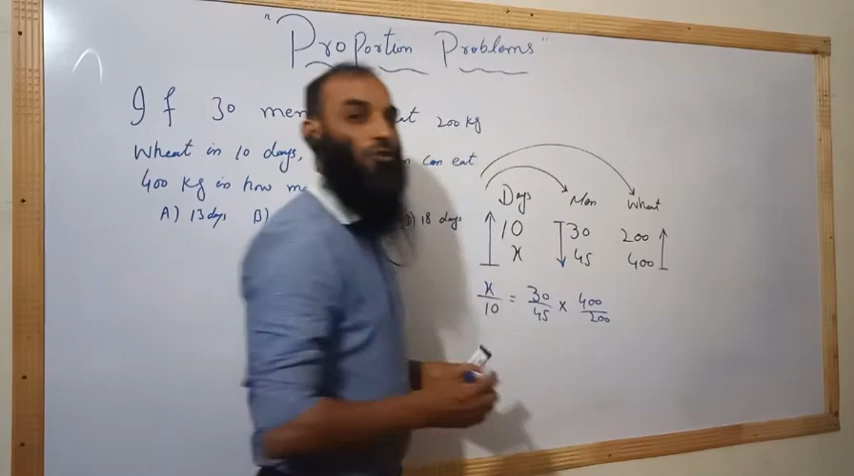 "Proportion Problems"
If 30 men eat 200 kg
Wheat in 10 days, can eat
400 kg in how
A) 13 days B) D) 18 days
Days Men Wheat
10 30 200
x 45 400
x/10 = 30/45 x 400/200